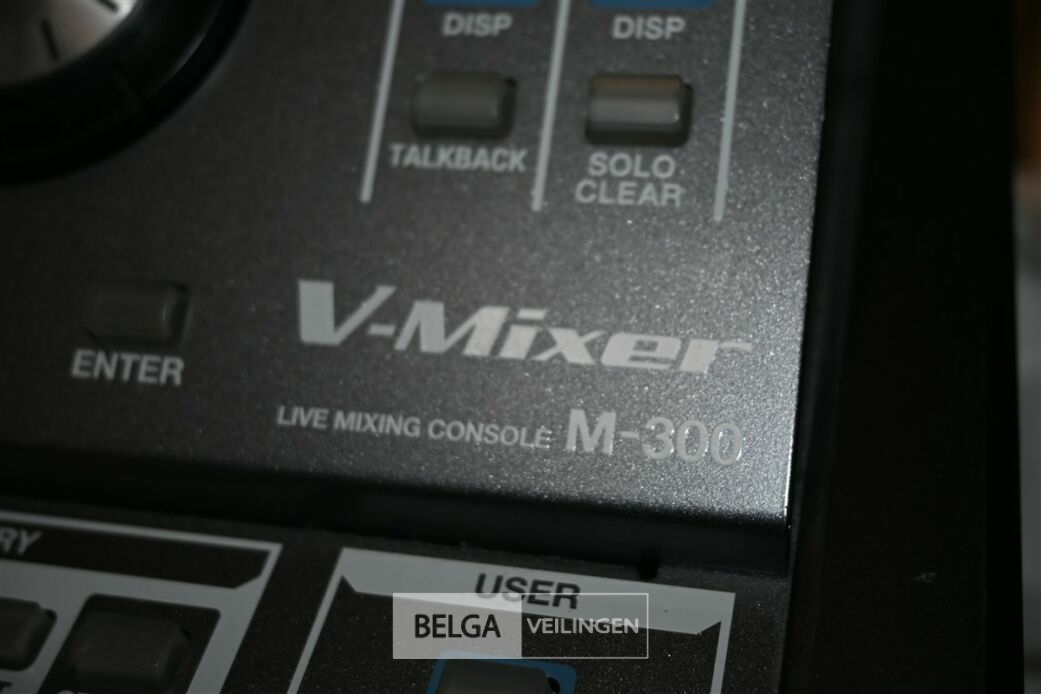 DISP DISP
TALKBACK SOLO CLEAR
ENTER
V-Mixer
LIVE MIXING CONSOLE M-300
USER
BELGA VEILINGEN